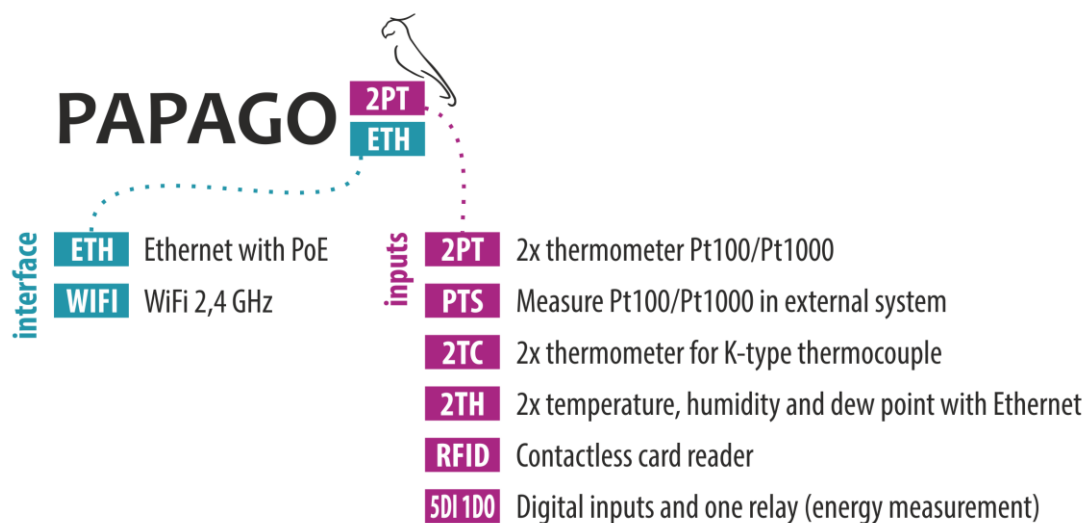 PAPAGO 2PT
ETH
interface
ETH Ethernet with PoE
WIFI WiFi 2,4 GHz
inputs
2PT 2x thermometer Pt100/Pt1000
PTS Measure Pt100/Pt1000 in external system
2TC 2x thermometer for K-type thermocouple
2TH 2x temperature, humidity and dew point with Ethernet
RFID Contactless card reader
5DI 1DO Digital inputs and one relay (energy measurement)